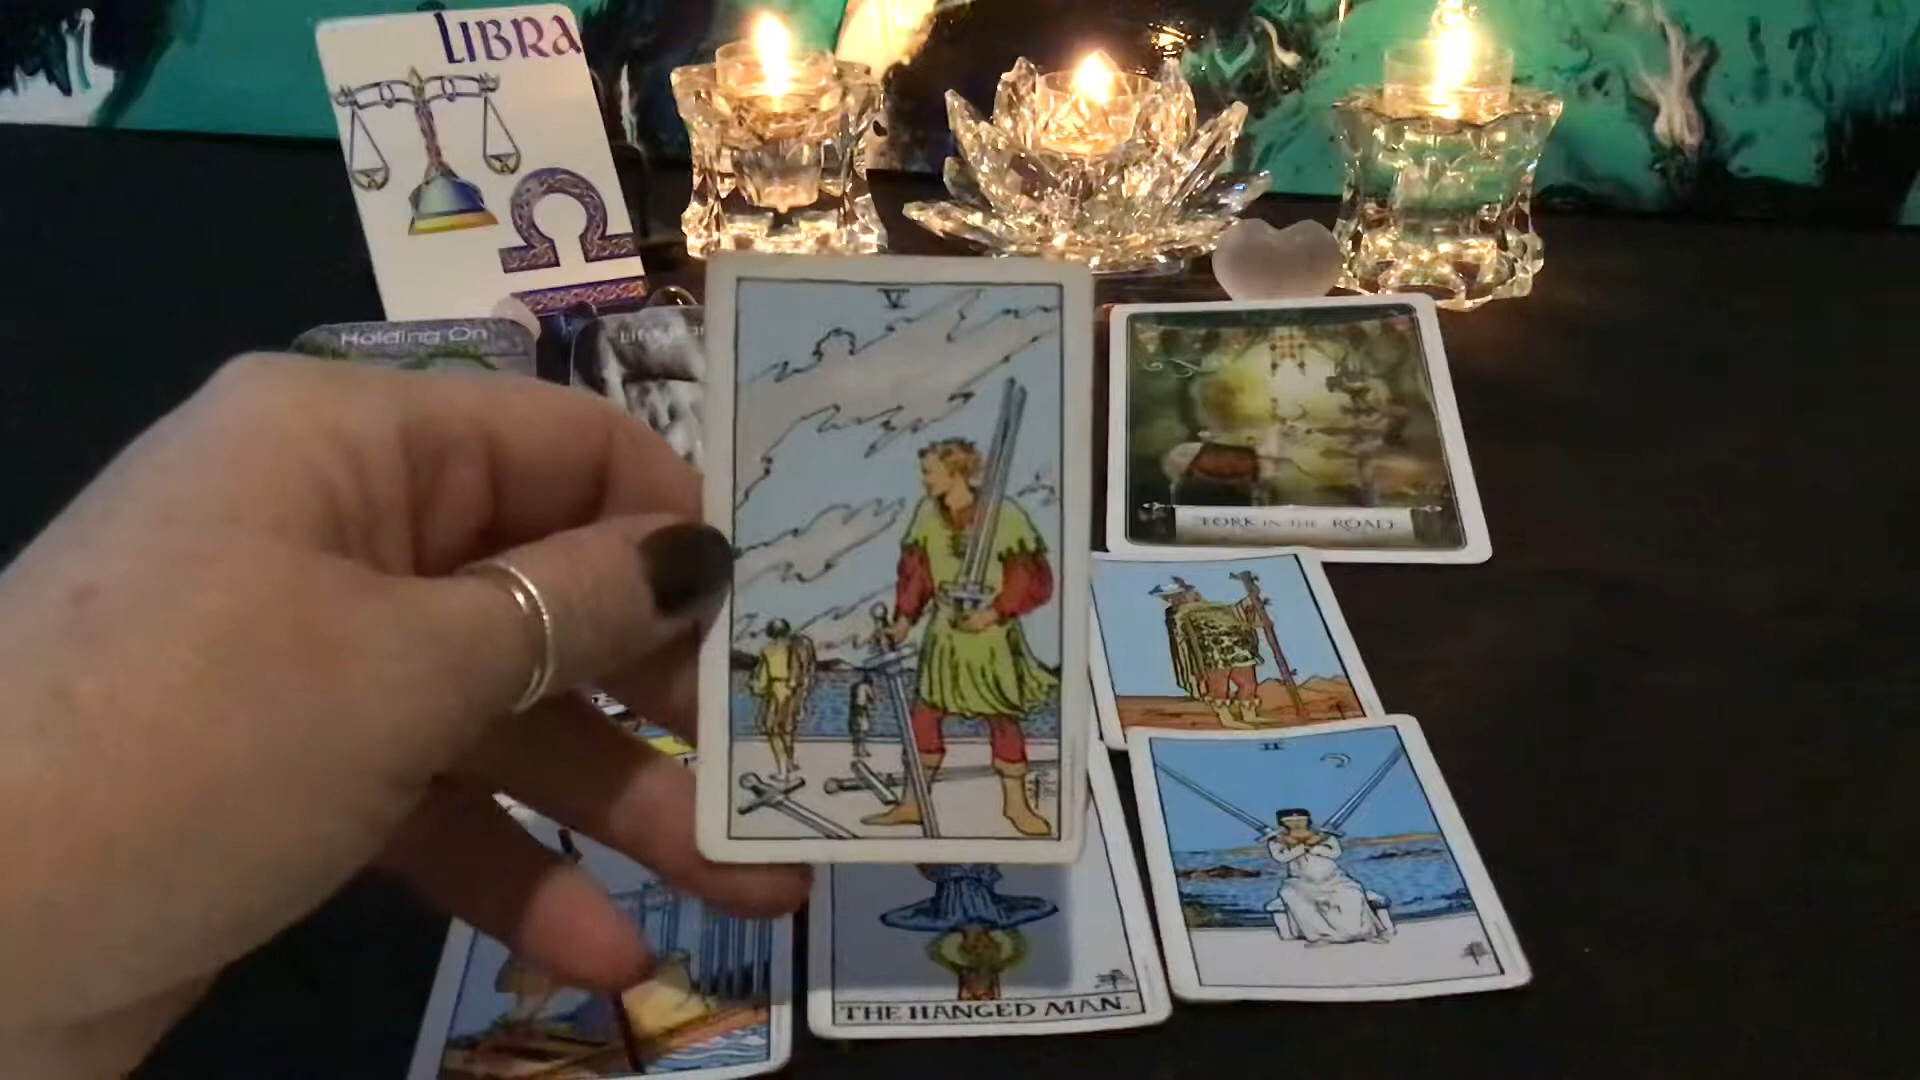 LIBRA
Holding On
V
FORK IN THE ROAD
II
THE HANGED MAN.